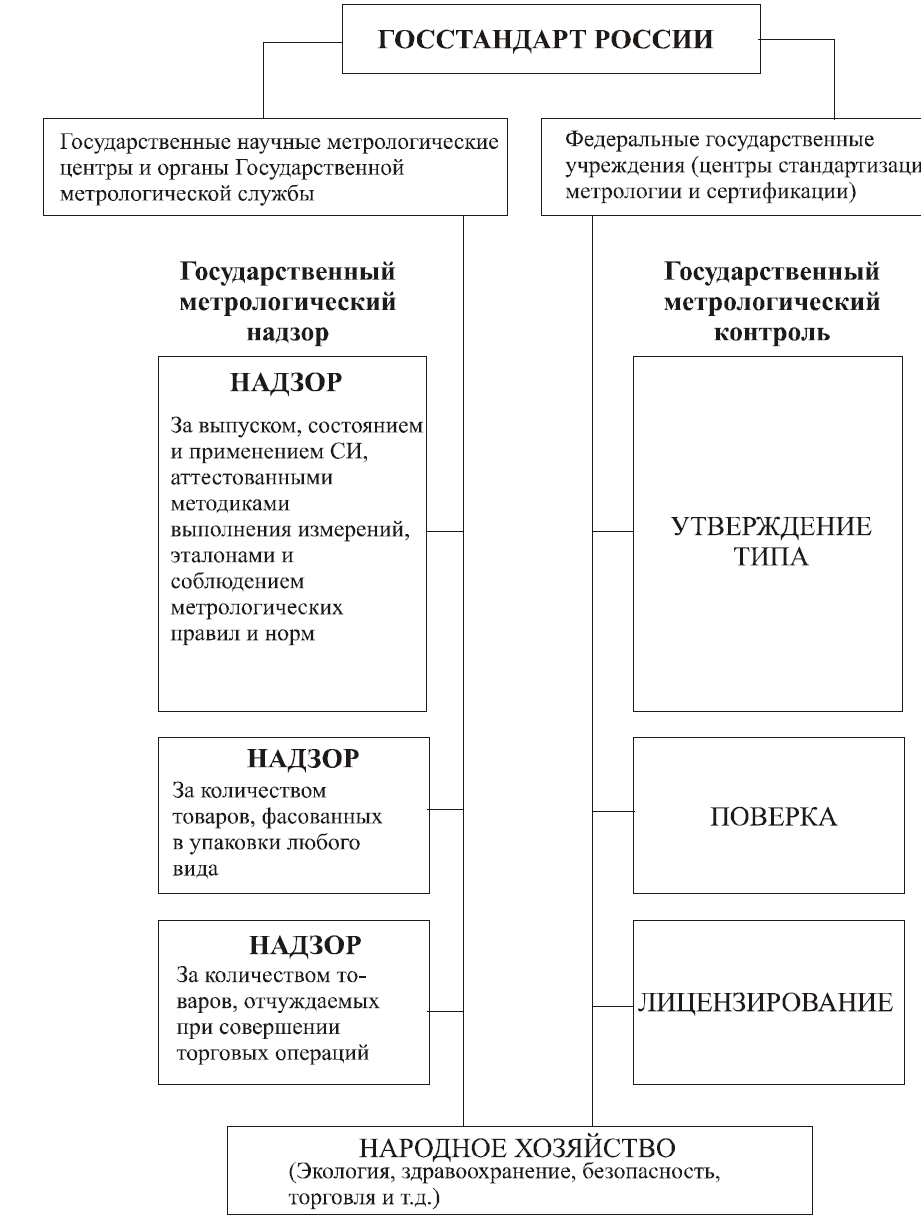 ГОССТАНДАРТ РОССИИ
Государственные научные метрологические
центры и органы Государственной
метрологической службы
Федеральные государственные
учреждения (центры стандартизаци
метрологии и сертификации)
Государственный
метрологический
надзор
НАДЗОР
За выпуском, состоянием
и применением СИ,
аттестованными
методиками
выполнения измерений,
эталонами и
соблюдением
метрологических
правил и норм
НАДЗОР
За количеством
товаров, фасованных
в упаковки любого
вида
НАДЗОР
За количеством то-
варов, отчуждаемых
при совершении
торговых операций
Государственный
метрологический
контроль
УТВЕРЖДЕНИЕ
ТИПА
ПОВЕРКА
ЛИЦЕНЗИРОВАНИЕ
НАРОДНОЕ ХОЗЯЙСТВО
(Экология, здравоохранение, безопасность,
торговля и т.д.)